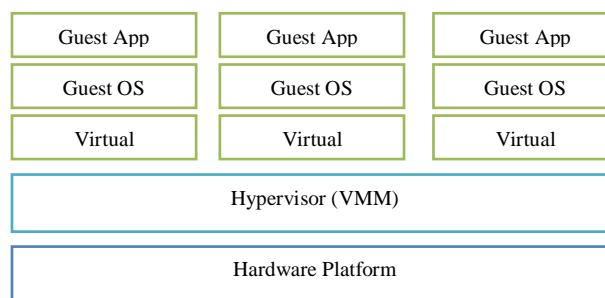 Guest App Guest App Guest App
Guest OS Guest OS Guest OS
Virtual Virtual Virtual
Hypervisor (VMM)
Hardware Platform